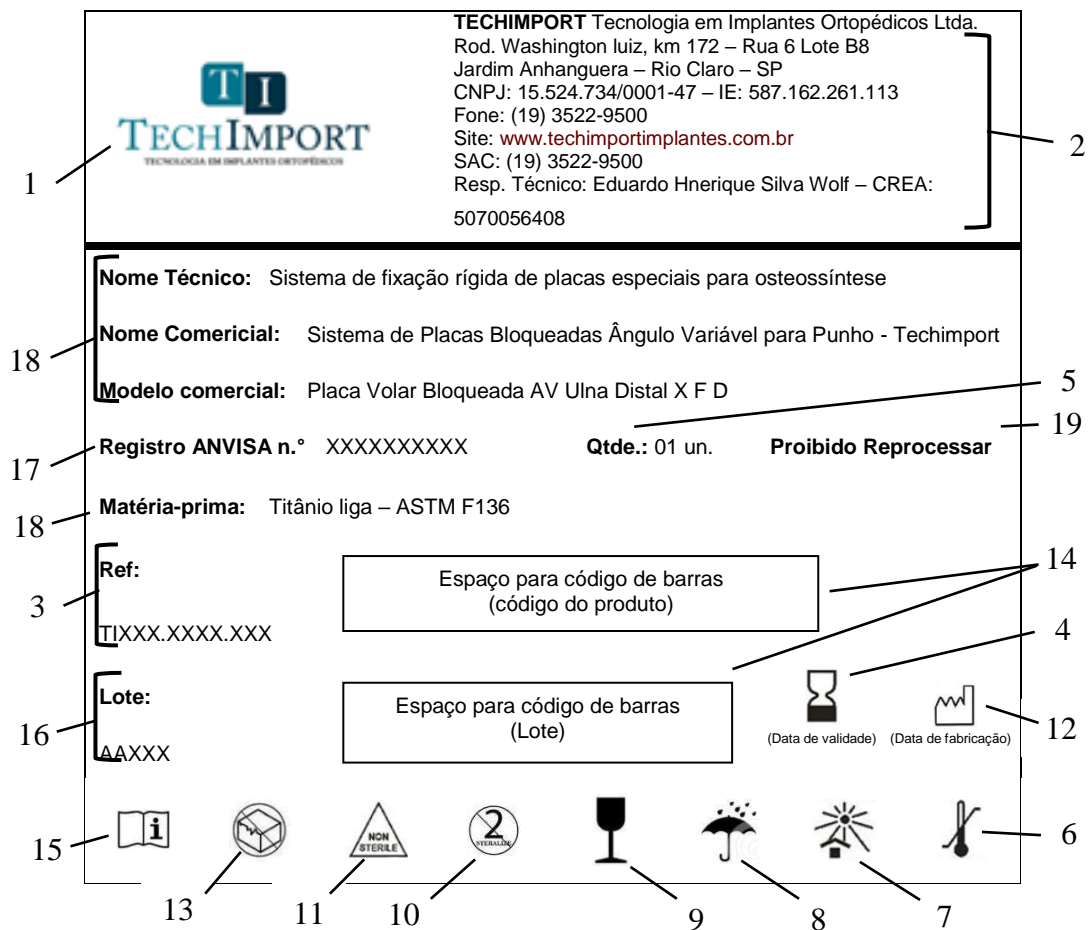 TECHIMPORT Tecnologia em Implantes Ortopédicos Ltda.
Rod. Washington luiz, km 172 – Rua 6 Lote B8
Jardim Anhanguera – Rio Claro – SP
CNPJ: 15.524.734/0001-47 – IE: 587.162.261.113
Fone: (19) 3522-9500
Site: www.techimportimplantes.com.br
SAC: (19) 3522-9500
Resp. Técnico: Eduardo Hnerique Silva Wolf – CREA:
5070056408
TI
TECHIMPORT
TECNOLOGIA EM IMPLANTES ORTOPÉDICOS
1
2
Nome Técnico: Sistema de fixação rígida de placas especiais para osteossíntese
Nome Comericial: Sistema de Placas Bloqueadas Ângulo Variável para Punho - Techimport
18
Modelo comercial: Placa Volar Bloqueada AV Ulna Distal X F D
5
Registro ANVISA n.° XXXXXXXXXX Qtde.: 01 un. Proibido Reprocessar
19
17
Matéria-prima: Titânio liga – ASTM F136
18
Ref:
Espaço para código de barras
(código do produto)
14
3
TIXXX.XXXX.XXX
4
Lote:
Espaço para código de barras
(Lote)
16
AAXXX
(Data de validade) (Data de fabricação)
12
i
NON
STERILE
2
STERALIZE
15
6
13
11
10
9
8
7